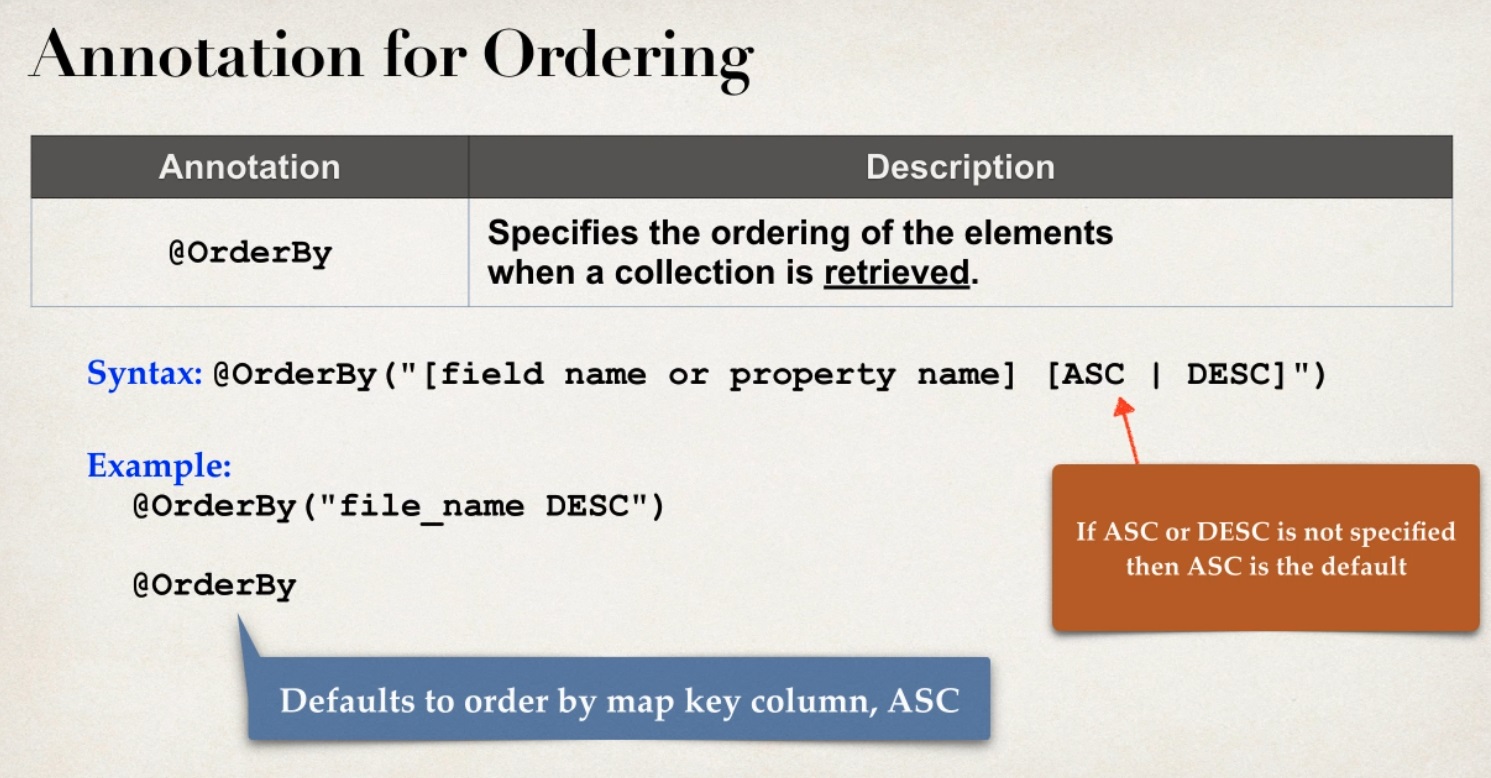 Annotation for Ordering
Annotation
Description
@OrderBy
Specifies the ordering of the elements
when a collection is retrieved.
Syntax: @OrderBy("[field name or property name] [ASC | DESC]")
Example:
@OrderBy("file_name DESC")
If ASC or DESC is not specified
then ASC is the default
@OrderBy
Defaults to order by map key column, ASC